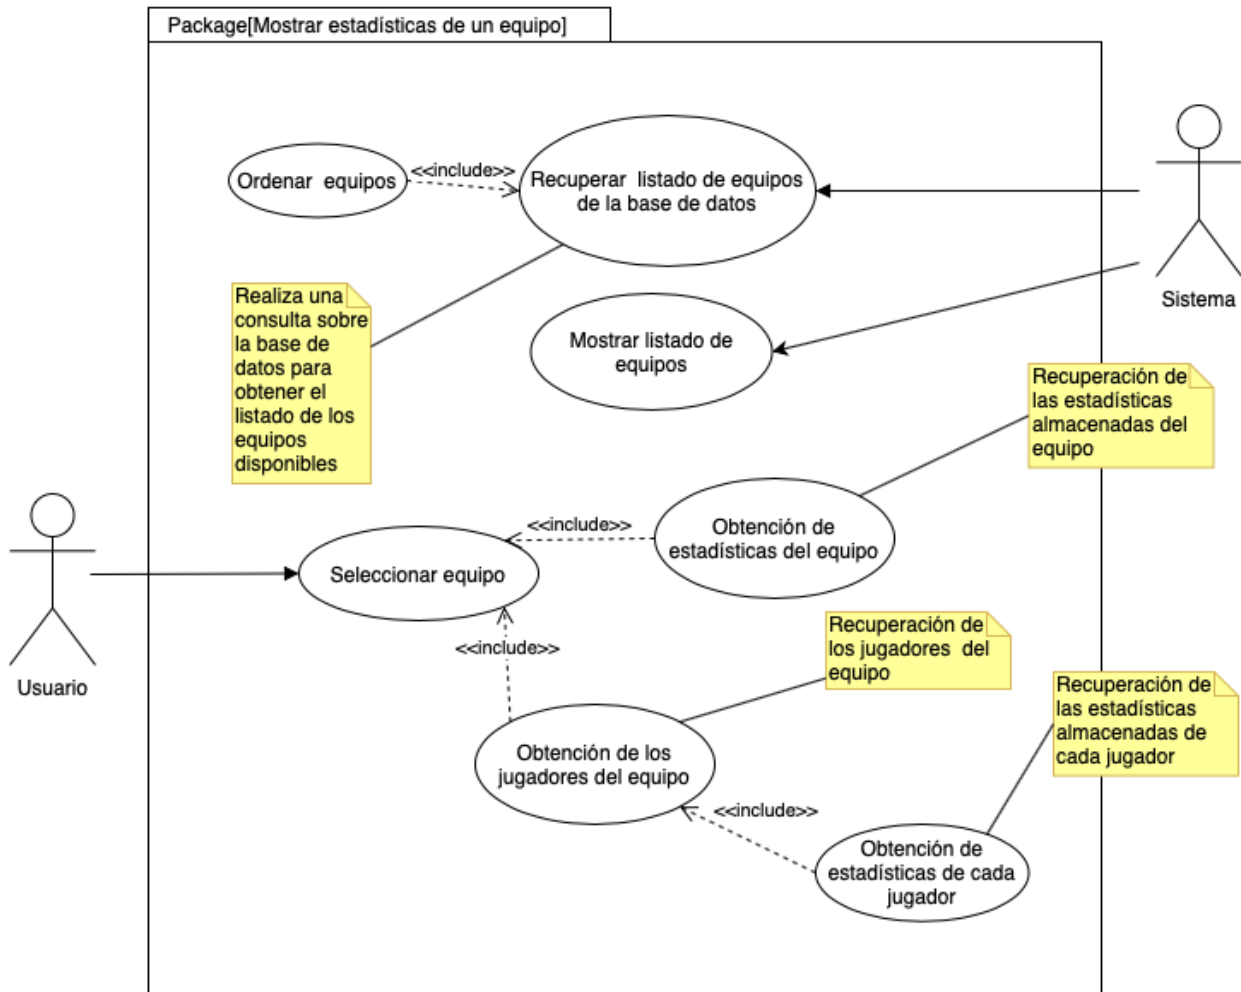 Package[Mostrar estadísticas de un equipo]
Ordenar equipos
<<include>>
Recuperar listado de equipos
de la base de datos
Sistema
Realiza una
consulta sobre
la base de
datos para
obtener el
listado de los
equipos
disponibles
Mostrar listado de
equipos
Recuperación de
las estadísticas
almacenadas del
equipo
Usuario
Seleccionar equipo
<<include>>
Obtención de
estadísticas del equipo
<<include>>
Recuperación de
los jugadores del
equipo
Obtención de los
jugadores del equipo
Recuperación de
las estadísticas
almacenadas de
cada jugador
<<include>>
Obtención de
estadísticas de cada
jugador